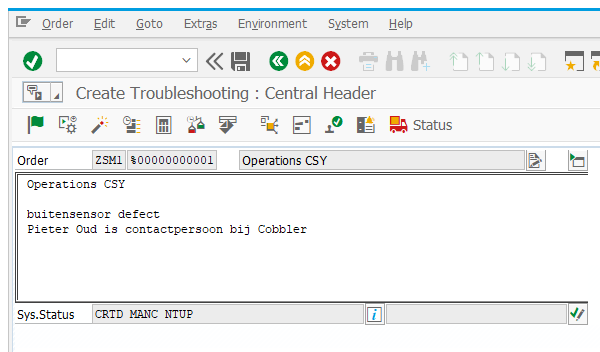 Order Edit Goto Extras Environment System Help
Create Troubleshooting : Central Header
Status
Order ZSM1 %00000000001 Operations CSY
Operations CSY
buitensensor defect
Pieter Oud is contactpersoon bij Cobbler
Sys.Status CRTD MANC NTUP